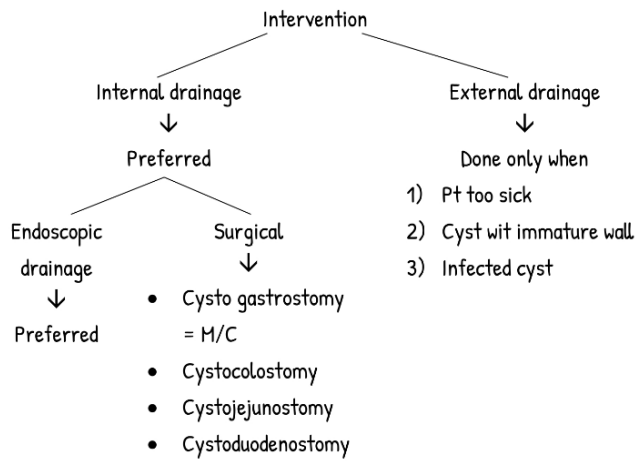 Intervention
Internal drainage
Preferred
Endoscopic
drainage
Preferred
Surgical
• Cysto gastrostomy
= M/C
• Cystocolostomy
• Cystojejunostomy
• Cystoduodenostomy
External drainage
Done only when
1) Pt too sick
2) Cyst wit immature wall
3) Infected cyst